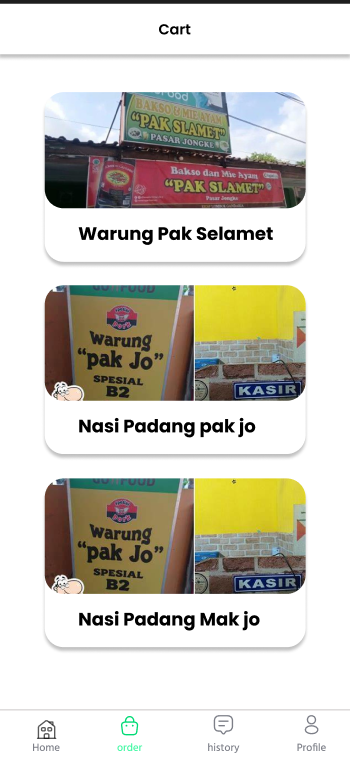 Cart
BAKSO & MIE AYAM
"PAK SLAMET"
PASAR JONGKE
Bakso dan Mie Ayam
"PAK SLAMET"
Pasar Jongke
Warung Pak Selamet
GO FOOD
Warung
"pak Jo"
SPESIAL
B2
KASIR
Nasi Padang pak jo
GO FOOD
Warung
"pak Jo"
SPESIAL
B2
KASIR
Nasi Padang Mak jo
Home
order
history
Profile